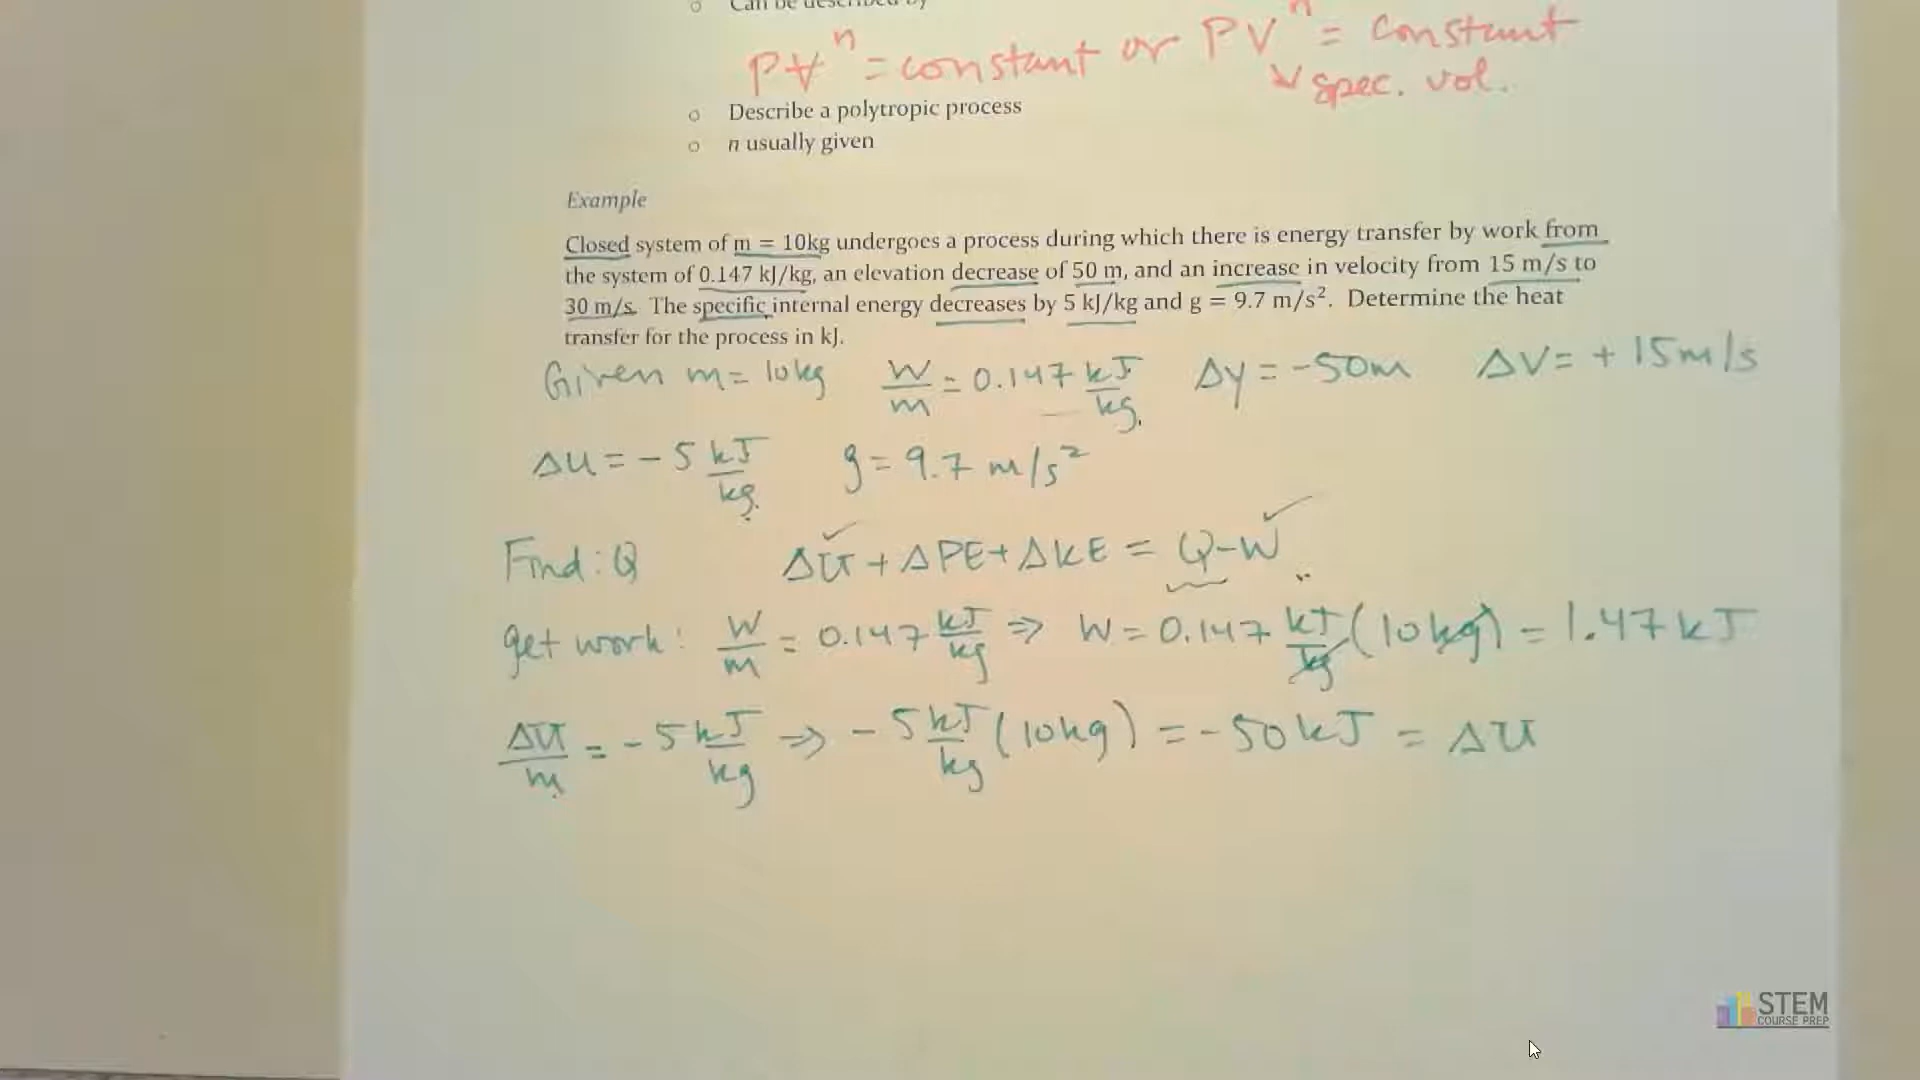 Can be described by
P∀ⁿ = constant or PVⁿ = constant
↘ spec. vol.
○ Describe a polytropic process
○ n usually given
Example
Closed system of m = 10kg undergoes a process during which there is energy transfer by work from
the system of 0.147 kJ/kg, an elevation decrease of 50 m, and an increase in velocity from 15 m/s to
30 m/s. The specific internal energy decreases by 5 kJ/kg and g = 9.7 m/s². Determine the heat
transfer for the process in kJ.
Given m = 10kg W/m = 0.147 kJ/kg Δy = -50m ΔV = +15m/s
Δu = -5 kJ/kg g = 9.7 m/s²
Find: Q ΔU + ΔPE + ΔKE = Q-W
get work: W/m = 0.147 kJ/kg ⇒ W = 0.147 kJ/kg (10kg) = 1.47 kJ
ΔU/m = -5 kJ/kg ⇒ -5 kJ/kg (10kg) = -50kJ = ΔU
STEM
COURSE PREP